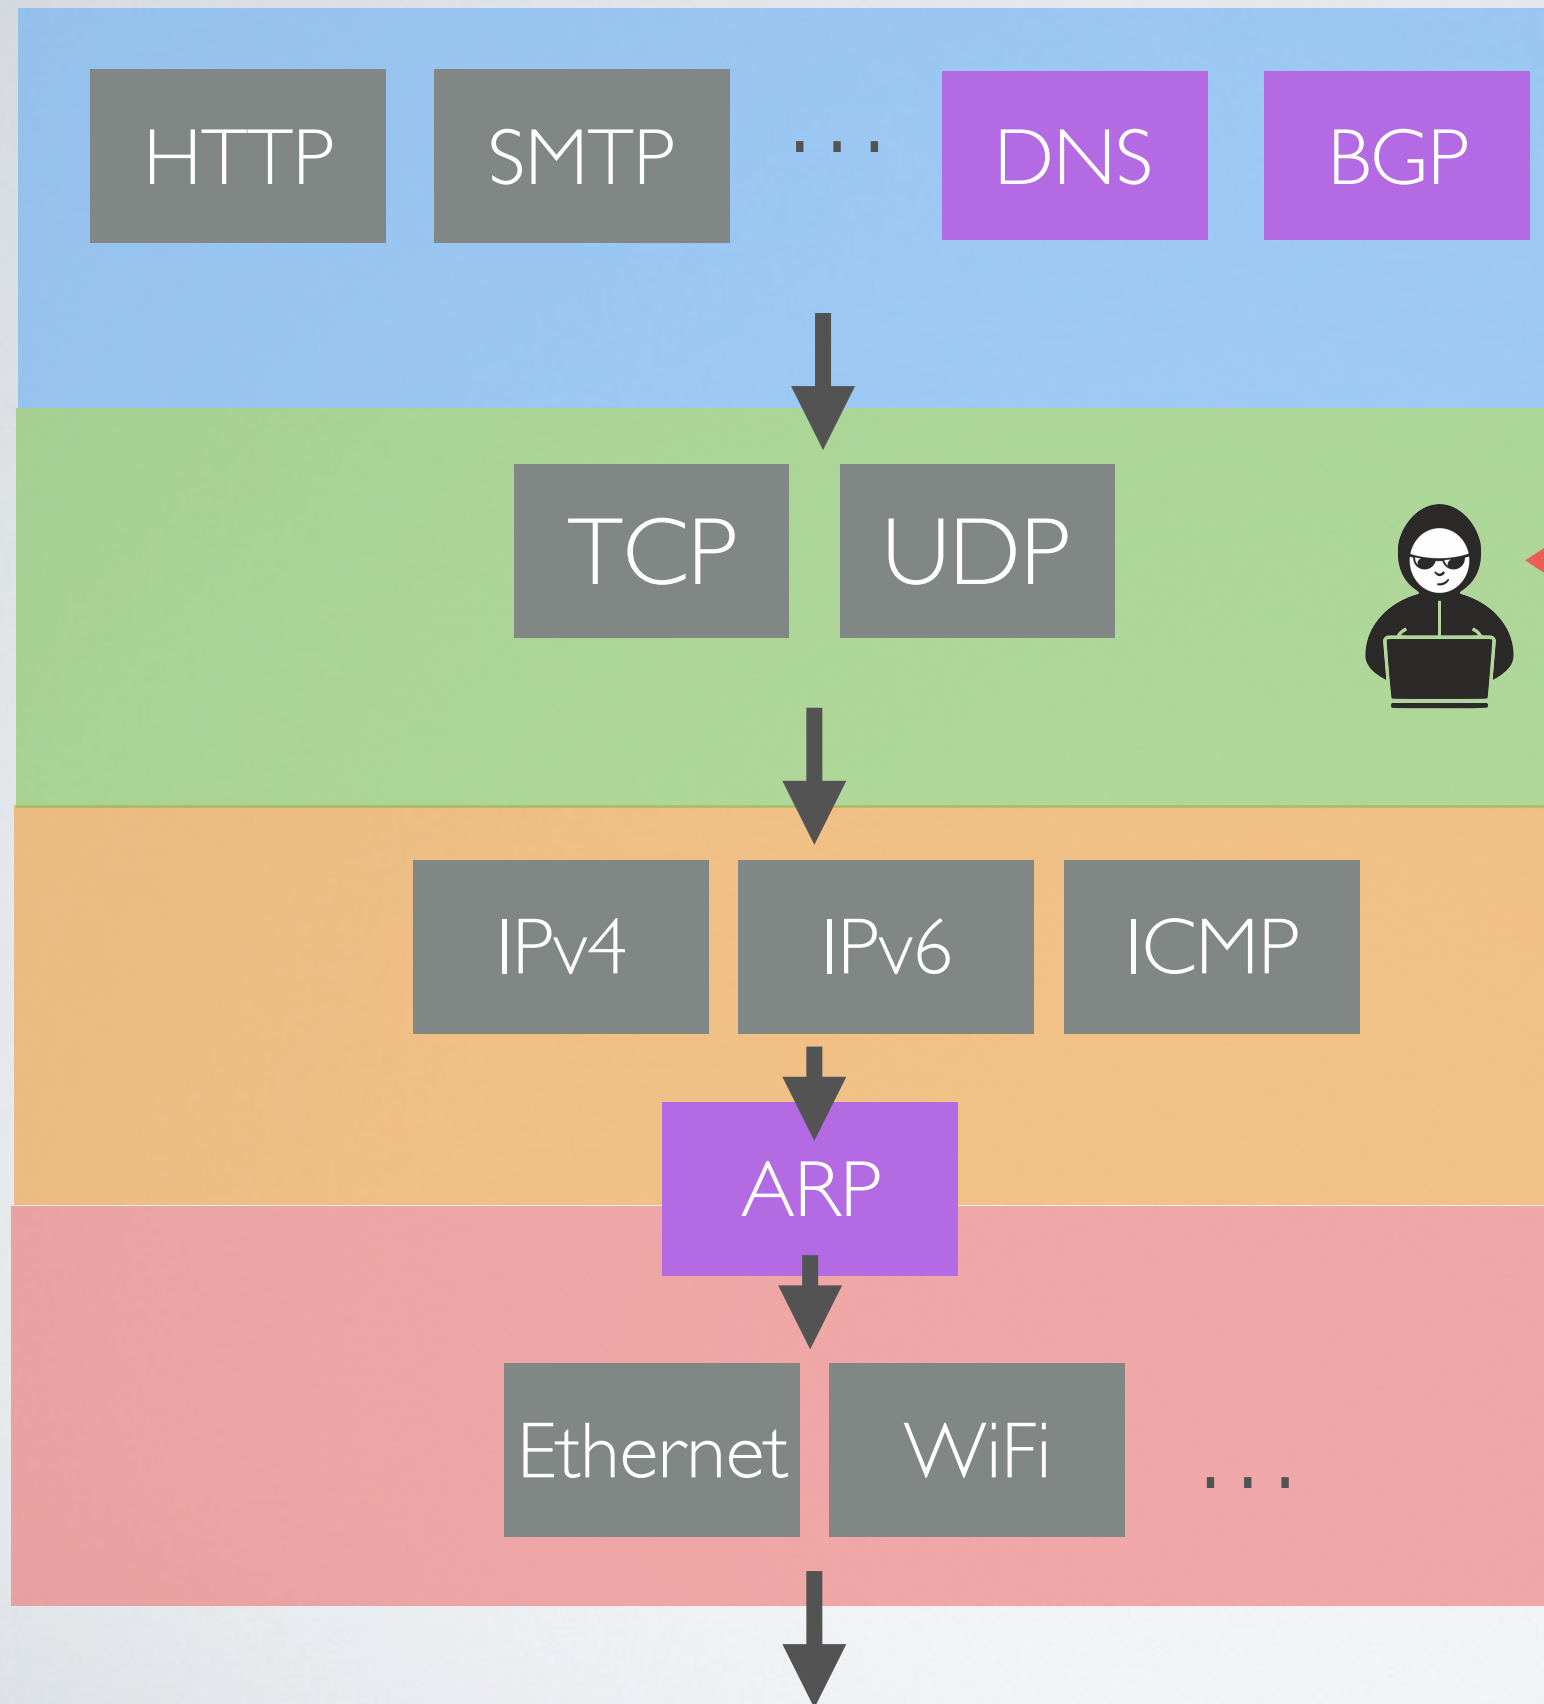 HTTP SMTP ... DNS BGP
TCP UDP
IPv4 IPv6 ICMP
ARP
Ethernet WiFi ...